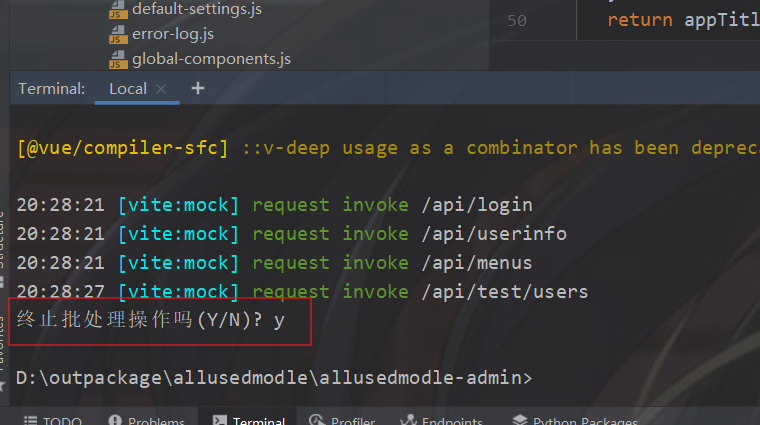 default-settings.js
error-log.js
global-components.js
50 return appTitl
Terminal: Local × +
[@vue/compiler-sfc] ::v-deep usage as a combinator has been depreca
20:28:21 [vite:mock] request invoke /api/login
20:28:21 [vite:mock] request invoke /api/userinfo
20:28:21 [vite:mock] request invoke /api/menus
20:28:27 [vite:mock] request invoke /api/test/users
终止批处理操作吗(Y/N)? y
D:\outpackage\allusedmodle\allusedmodle-admin>
TODO Problems Terminal Profiler Endpoints Python Packages